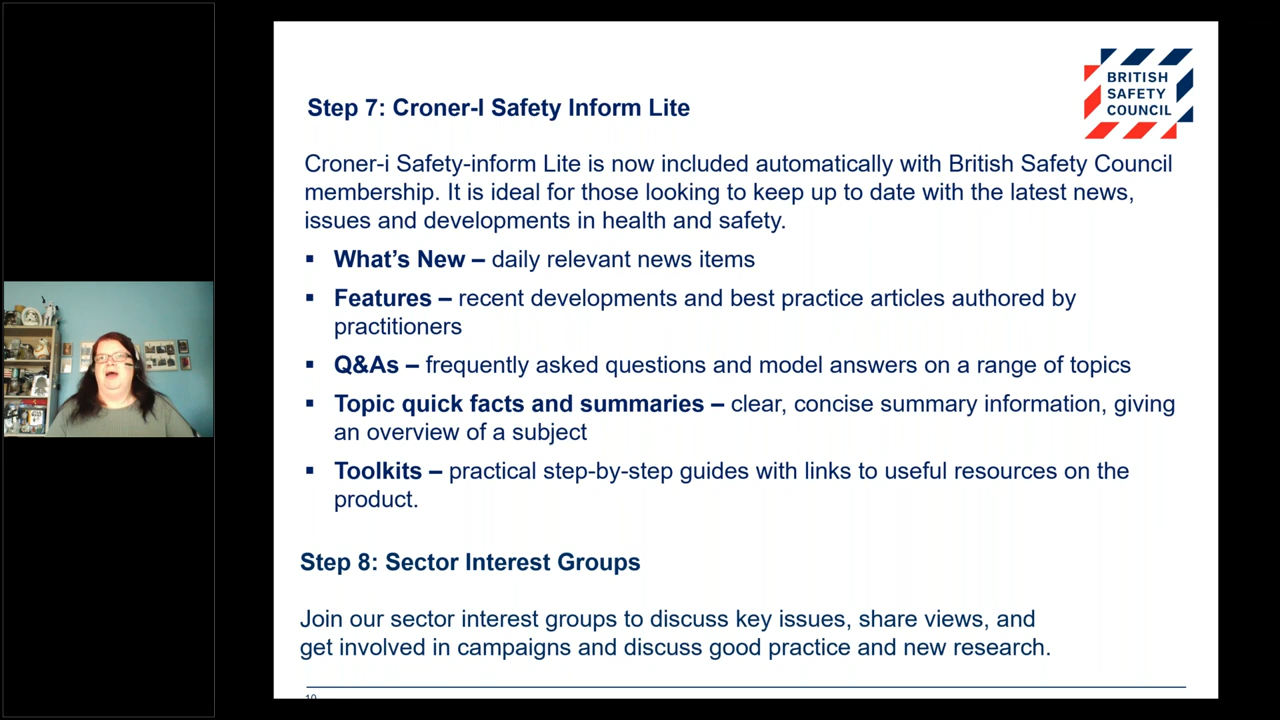 BRITISH
SAFETY
COUNCIL
Step 7: Croner-I Safety Inform Lite
Croner-i Safety-inform Lite is now included automatically with British Safety Council
membership. It is ideal for those looking to keep up to date with the latest news,
issues and developments in health and safety.
▪ What’s New – daily relevant news items
▪ Features – recent developments and best practice articles authored by
practitioners
▪ Q&As – frequently asked questions and model answers on a range of topics
▪ Topic quick facts and summaries – clear, concise summary information, giving
an overview of a subject
▪ Toolkits – practical step-by-step guides with links to useful resources on the
product.
Step 8: Sector Interest Groups
Join our sector interest groups to discuss key issues, share views, and
get involved in campaigns and discuss good practice and new research.